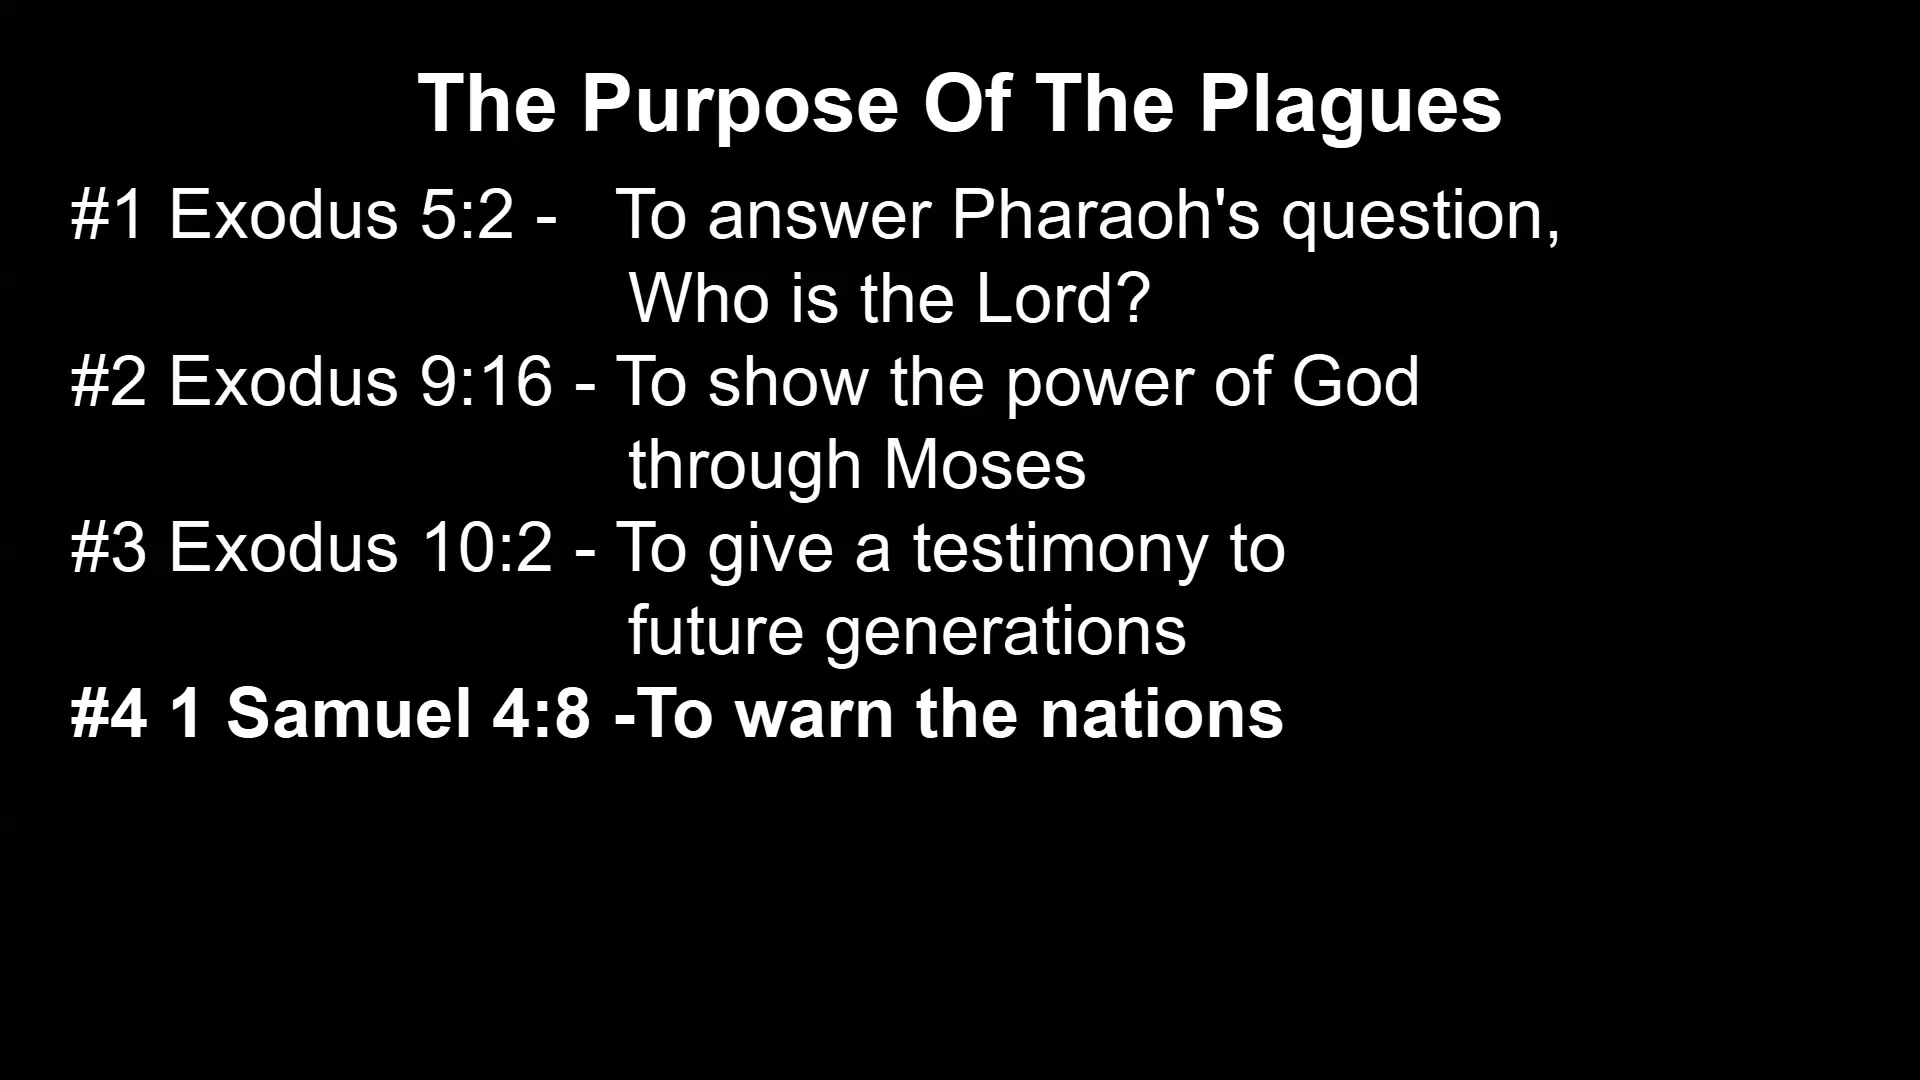 The Purpose Of The Plagues
#1 Exodus 5:2 - To answer Pharaoh's question,
Who is the Lord?
#2 Exodus 9:16 - To show the power of God
through Moses
#3 Exodus 10:2 - To give a testimony to
future generations
#4 1 Samuel 4:8 -To warn the nations